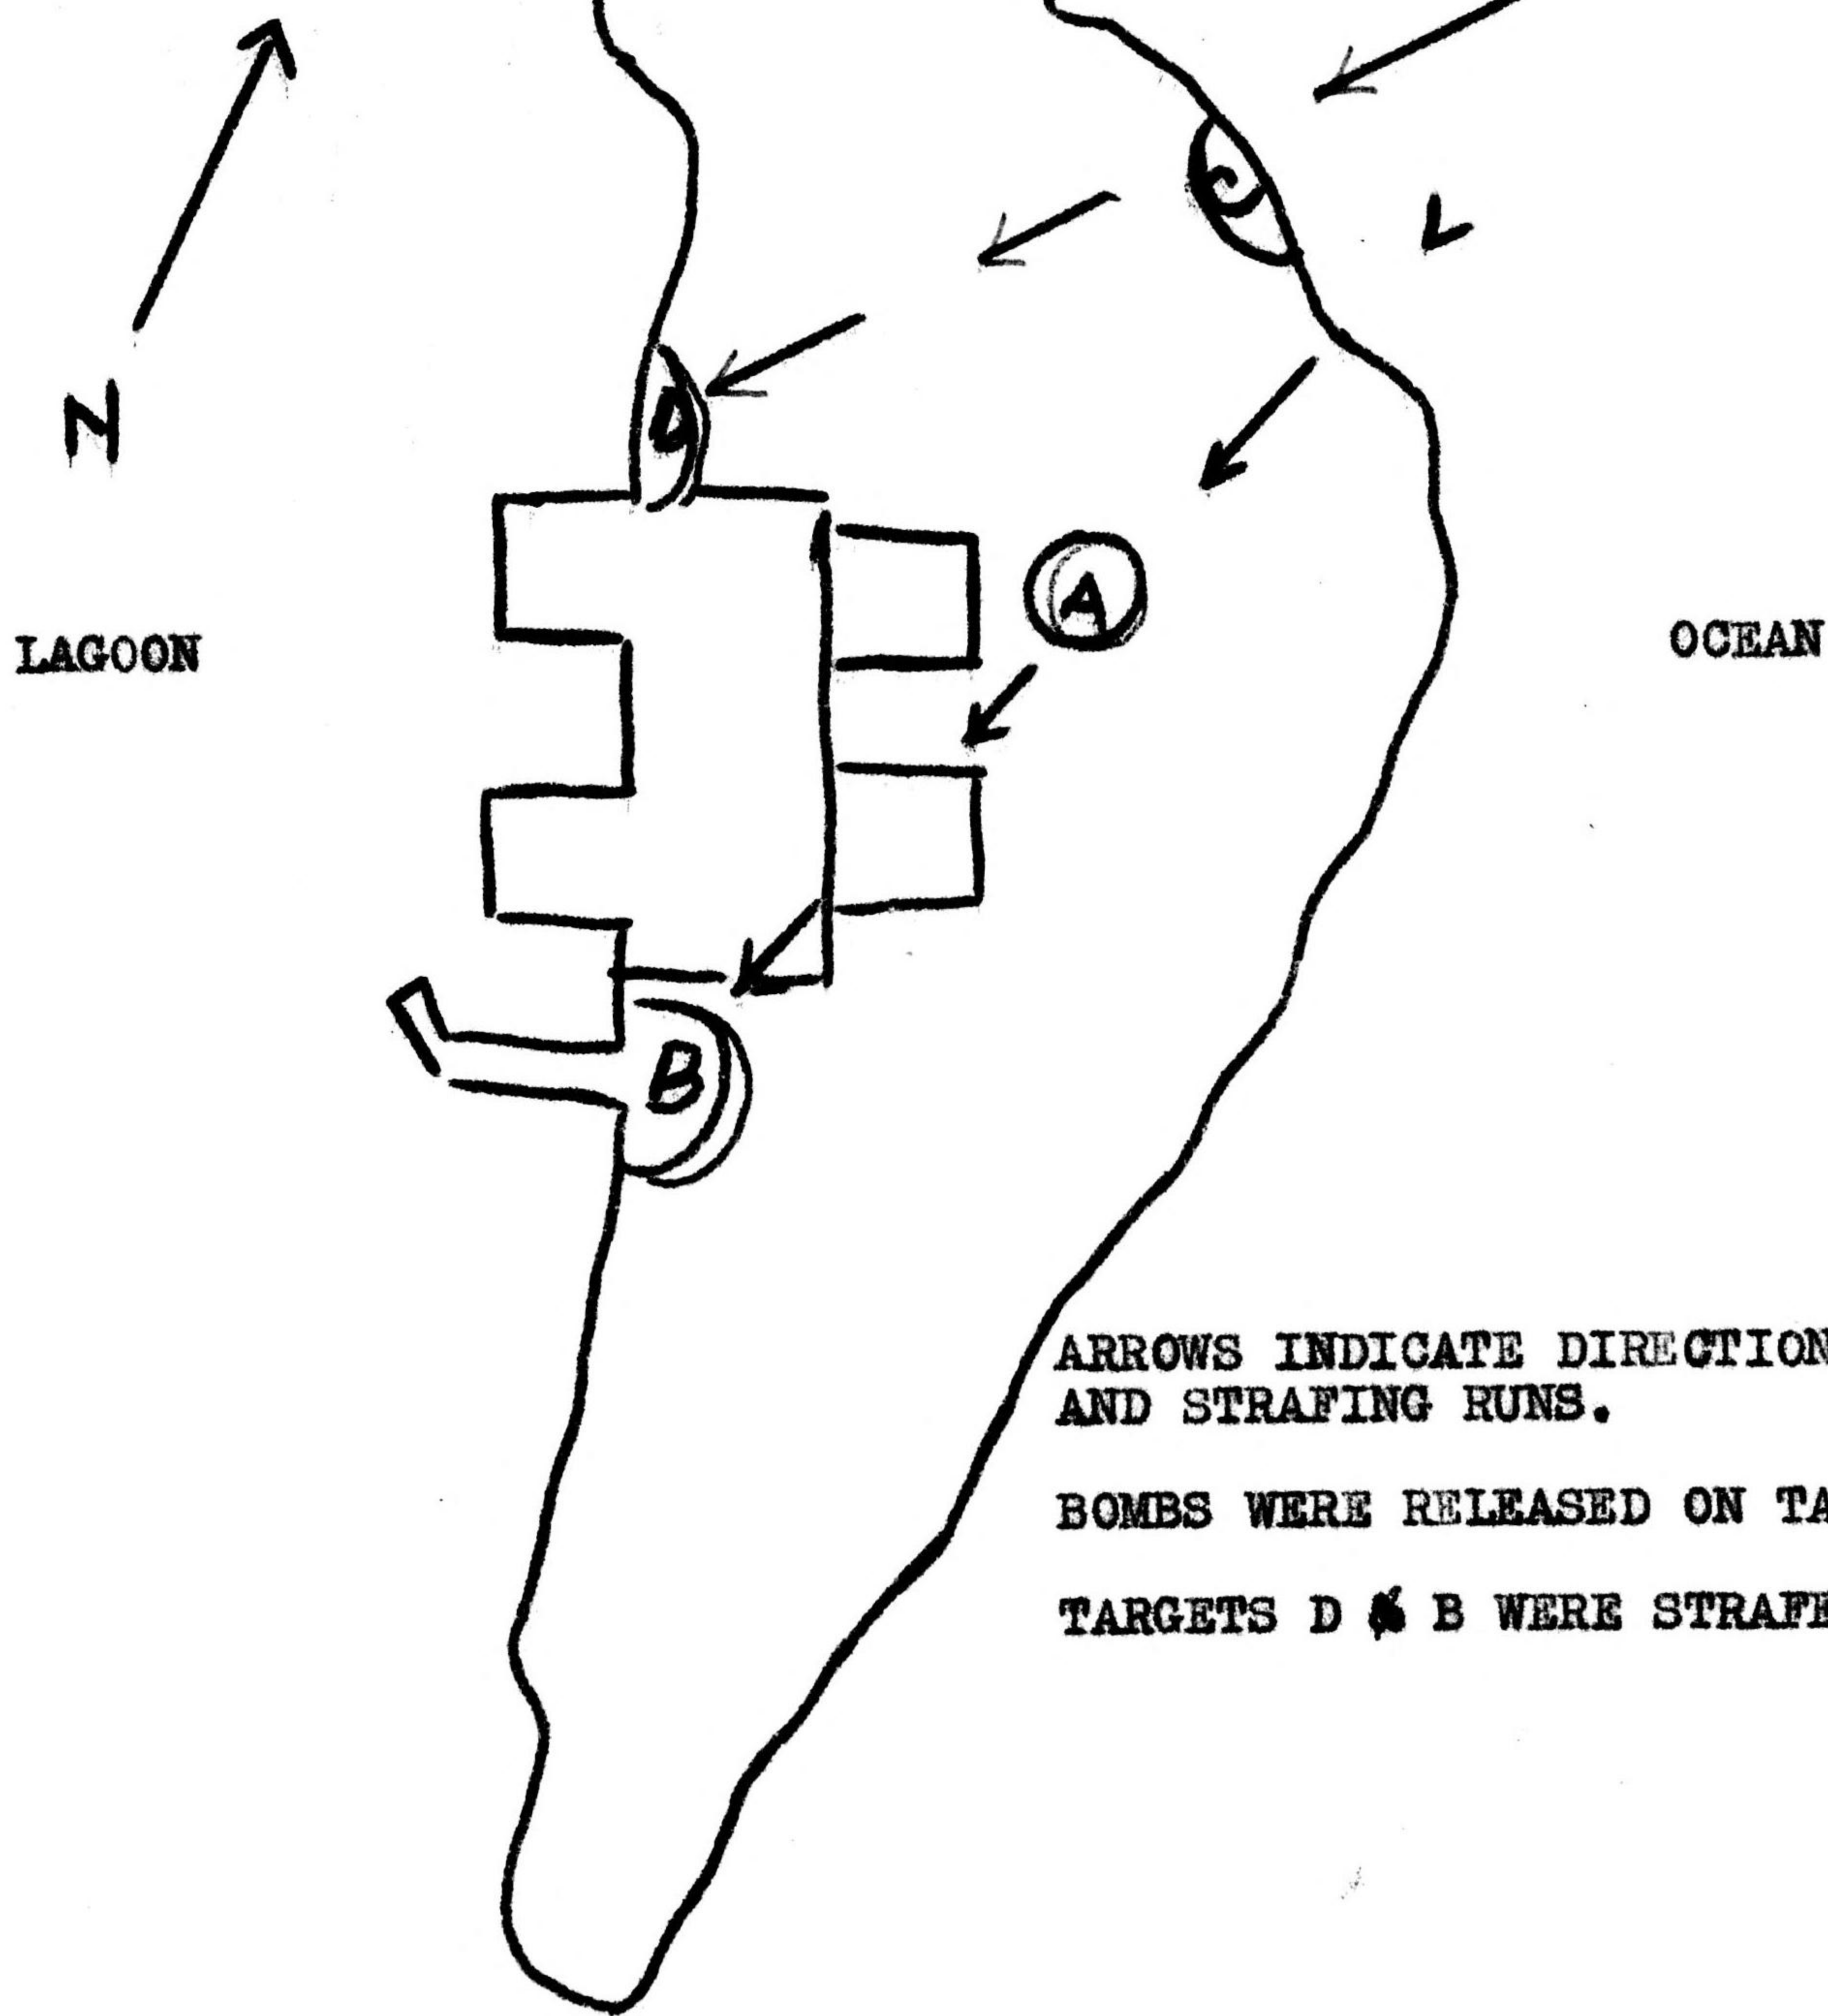 C
N
D
A
LAGOON
OCEAN
B
ARROWS INDICATE DIRECTION
AND STRAFING RUNS.
BOMBS WERE RELEASED ON TA
TARGETS D & B WERE STRAFE